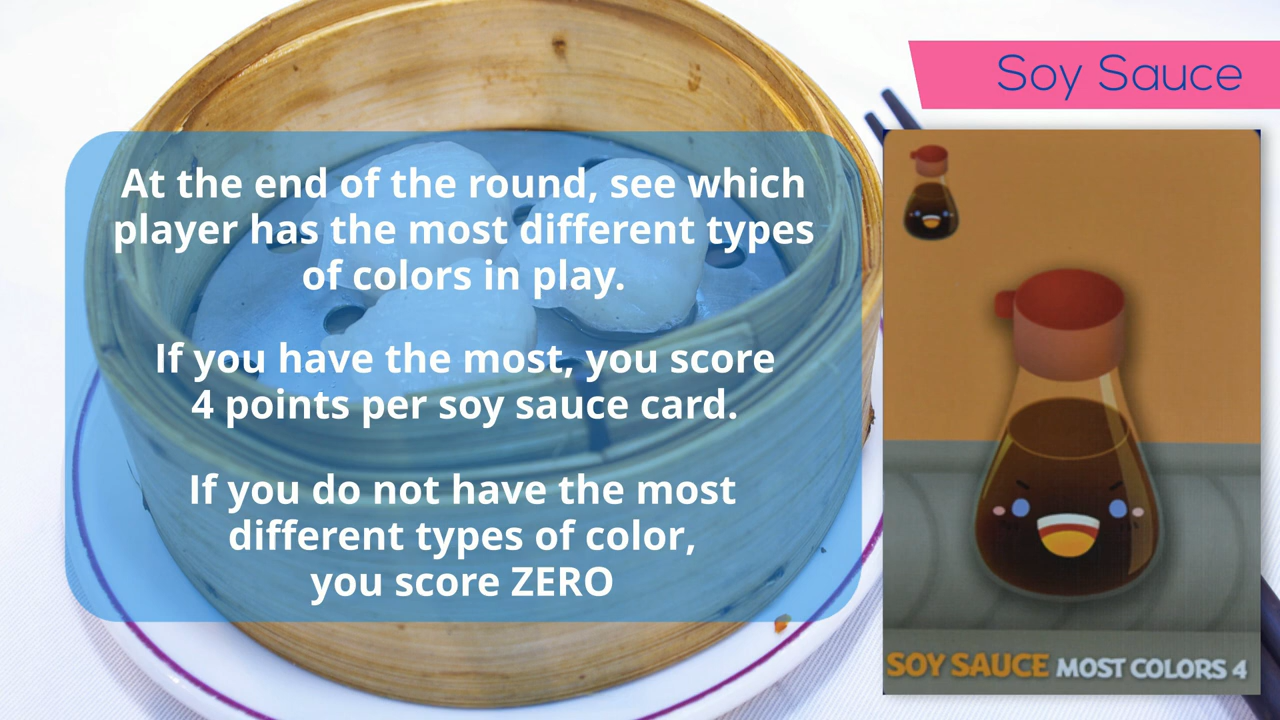 Soy Sauce
At the end of the round, see which
player has the most different types
of colors in play.
If you have the most, you score
4 points per soy sauce card.
If you do not have the most
different types of color,
you score ZERO
SOY SAUCE MOST COLORS 4